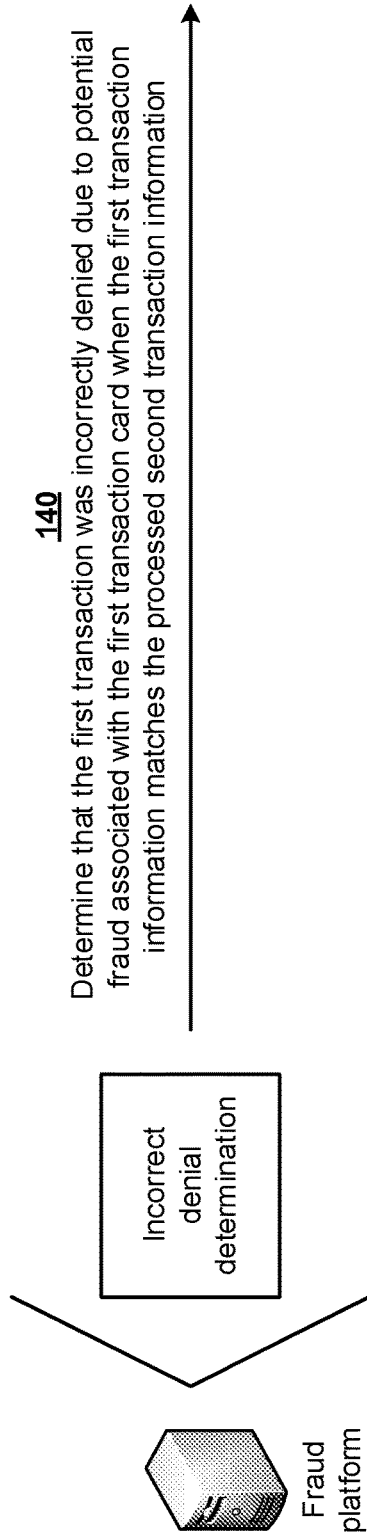 140
Determine that the first transaction was incorrectly denied due to potential
fraud associated with the first transaction card when the first transaction
information matches the processed second transaction information
Incorrect
denial
determination
Fraud
platform